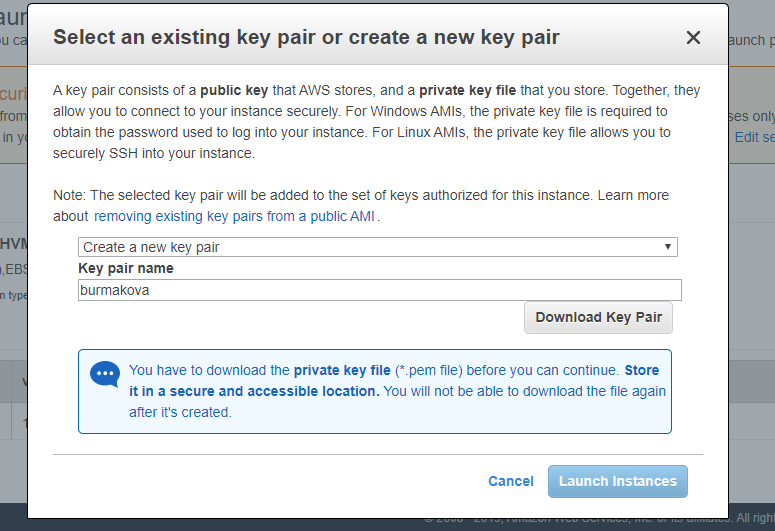 Select an existing key pair or create a new key pair
A key pair consists of a public key that AWS stores, and a private key file that you store. Together, they
allow you to connect to your instance securely. For Windows AMIs, the private key file is required to
obtain the password used to log into your instance. For Linux AMIs, the private key file allows you to
securely SSH into your instance.
Note: The selected key pair will be added to the set of keys authorized for this instance. Learn more
about removing existing key pairs from a public AMI.
Create a new key pair
Key pair name
burmakova
Download Key Pair
You have to download the private key file (*.pem file) before you can continue. Store
it in a secure and accessible location. You will not be able to download the file again
after it's created.
Cancel Launch Instances